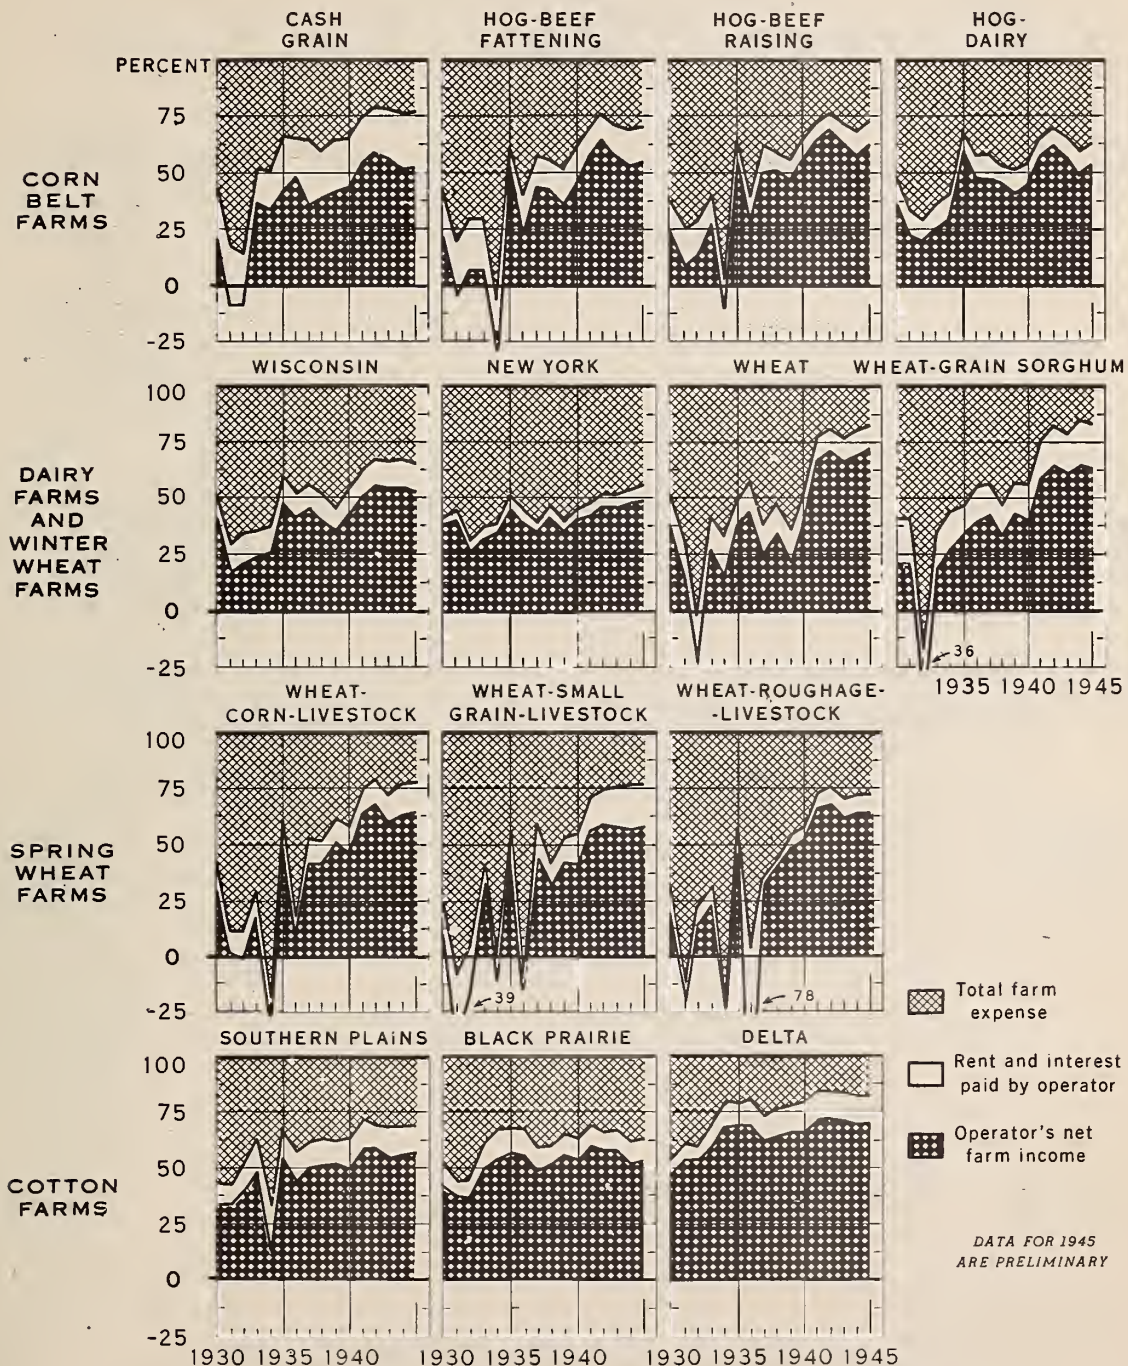 CASH
GRAIN
HOG-BEEF
FATTENING
HOG-BEEF
RAISING
HOG-
DAIRY
PERCENT
75
50
25
0
-25
CORN
BELT
FARMS
WISCONSIN
NEW YORK
WHEAT
WHEAT-GRAIN SORGHUM
100
75
50
25
0
-25
DAIRY
FARMS
AND
WINTER
WHEAT
FARMS
36
1935 1940 1945
WHEAT-
CORN-LIVESTOCK
WHEAT-SMALL
GRAIN-LIVESTOCK
WHEAT-ROUGHAGE-
-LIVESTOCK
100
75
50
25
0
-25
SPRING
WHEAT
FARMS
39
78
Total farm
expense
Rent and interest
paid by operator
Operator's net
farm income
SOUTHERN PLAINS
BLACK PRAIRIE
DELTA
100
75
50
25
0
-25
COTTON
FARMS
DATA FOR 1945
ARE PRELIMINARY
1930 1935 1940
1930 1935 1940
1930 1935 1940 1945